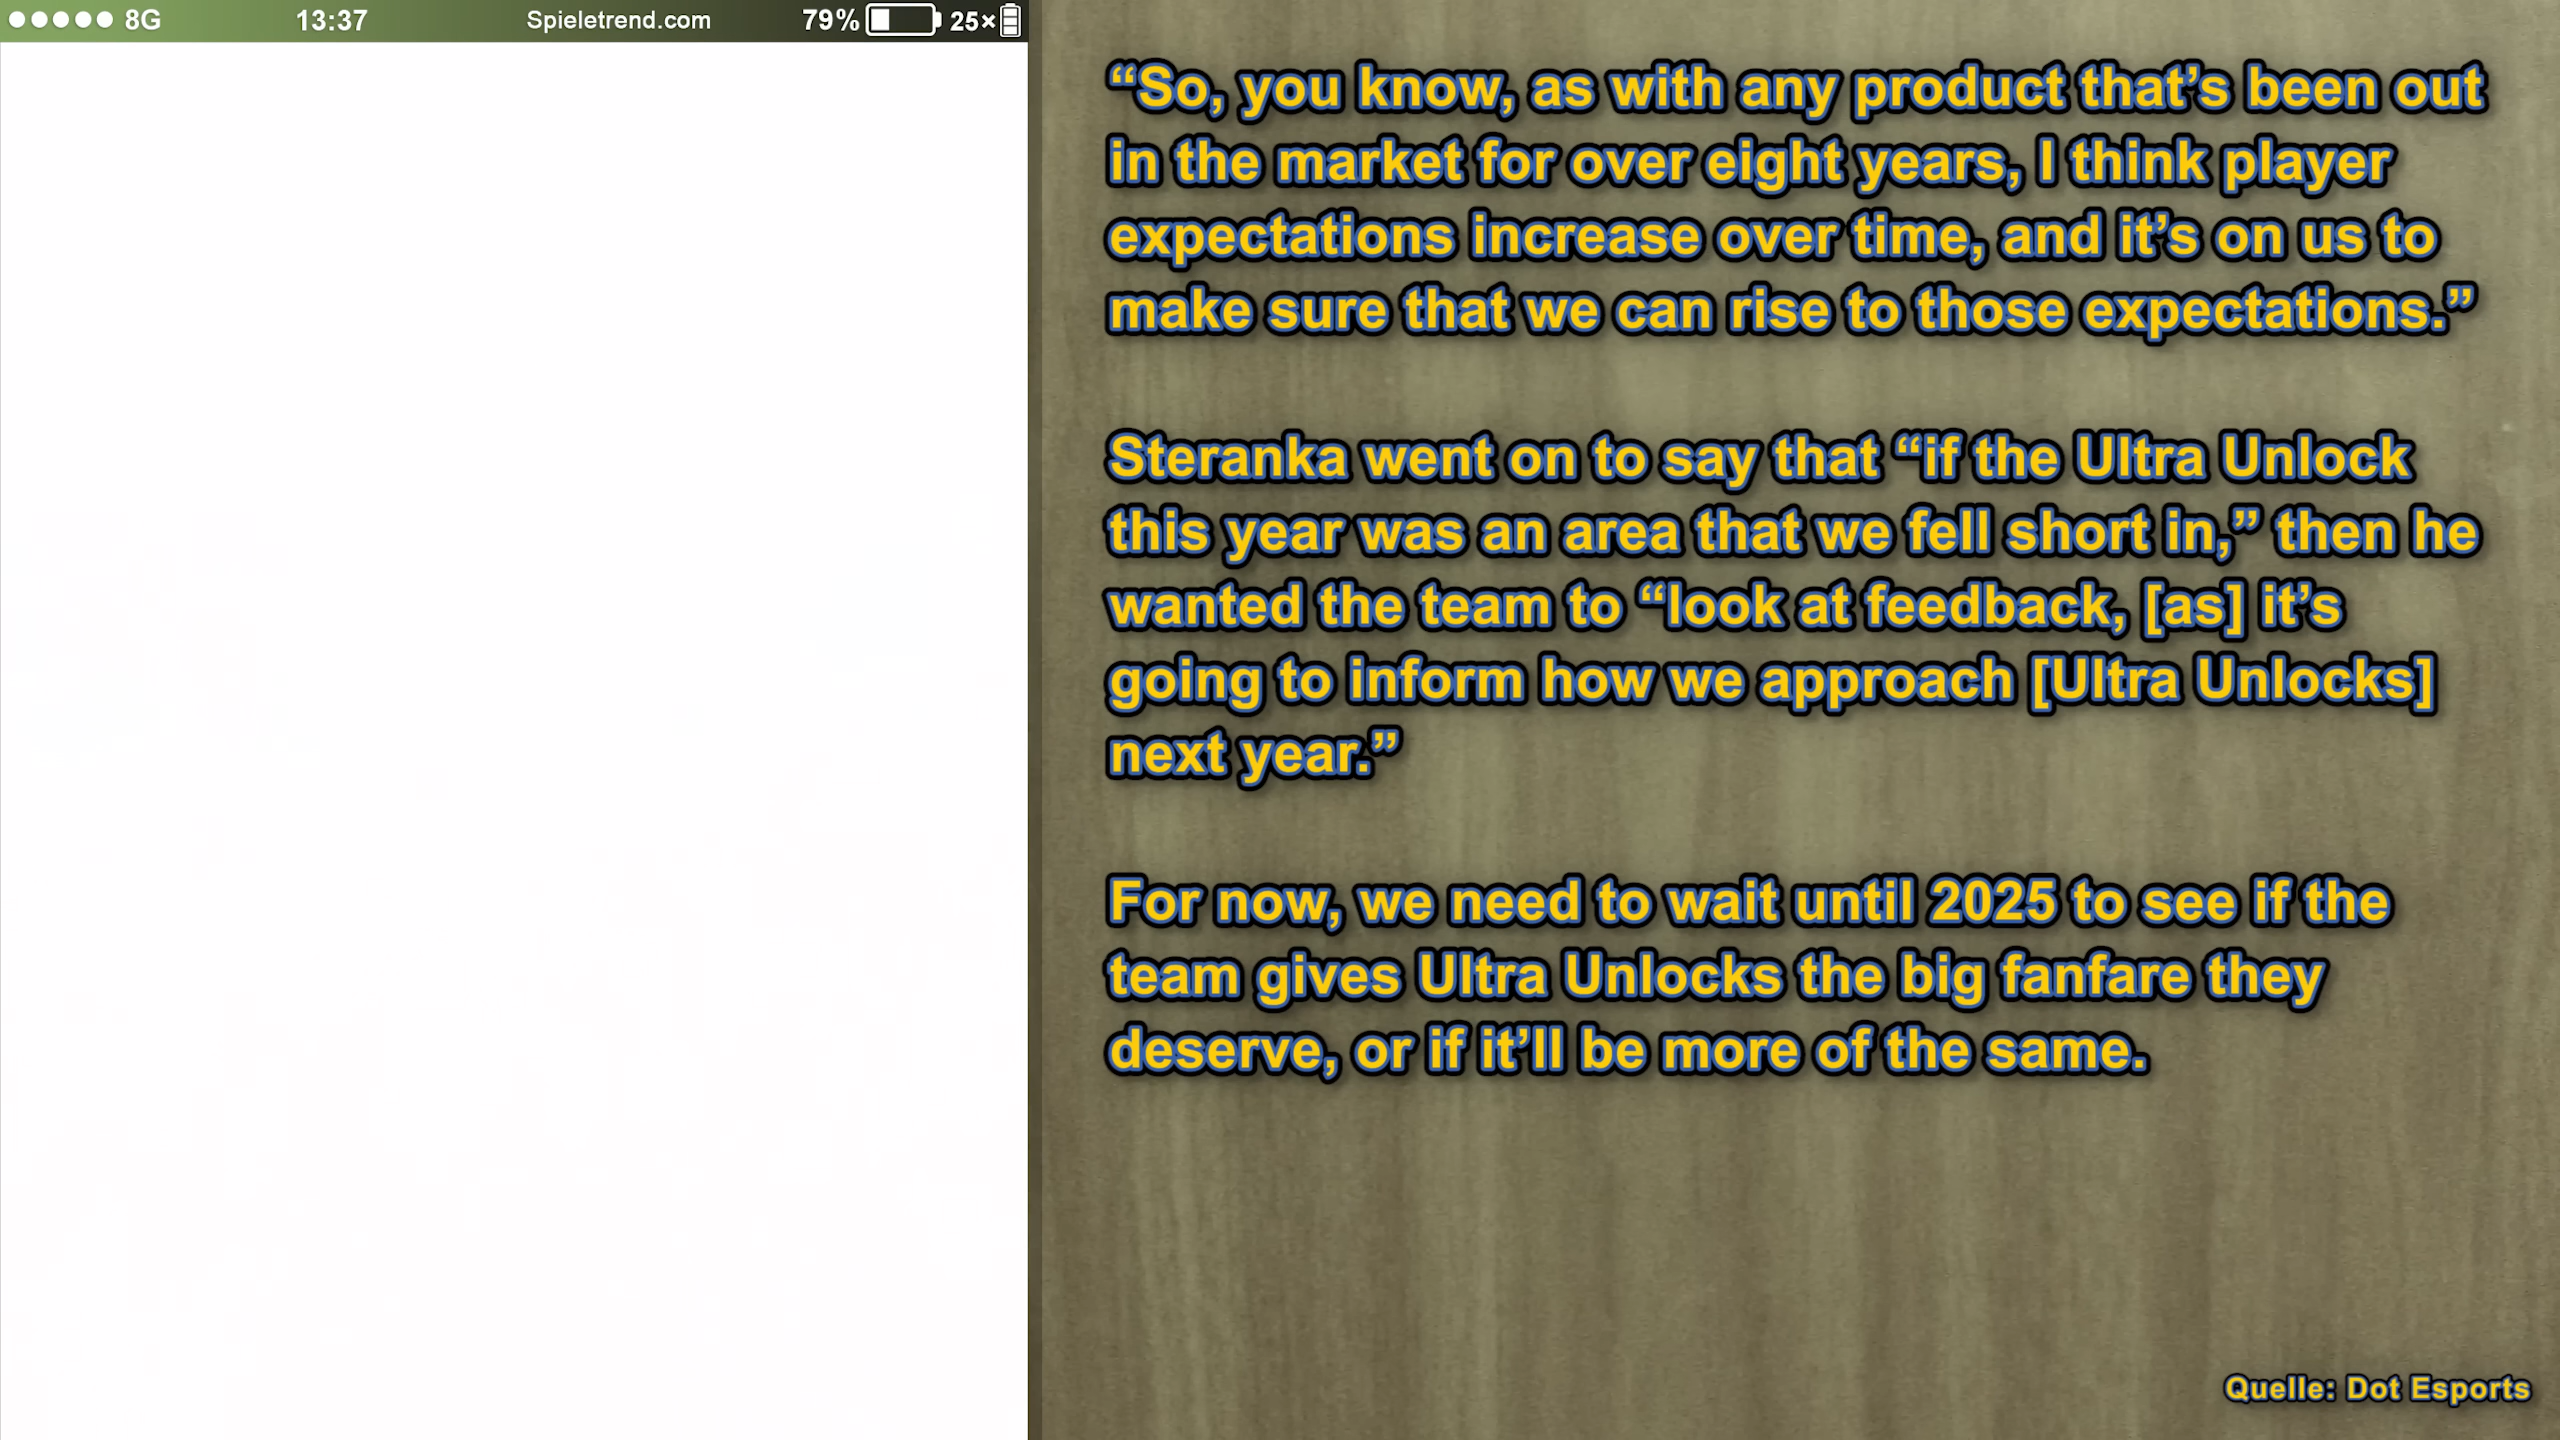 8G 13:37 Spieletrend.com 79% 25×
“So, you know, as with any product that’s been out
in the market for over eight years, I think player
expectations increase over time, and it’s on us to
make sure that we can rise to those expectations.”
Steranka went on to say that “if the Ultra Unlock
this year was an area that we fell short in,” then he
wanted the team to “look at feedback, [as] it’s
going to inform how we approach [Ultra Unlocks]
next year.”
For now, we need to wait until 2025 to see if the
team gives Ultra Unlocks the big fanfare they
deserve, or if it’ll be more of the same.
Quelle: Dot Esports